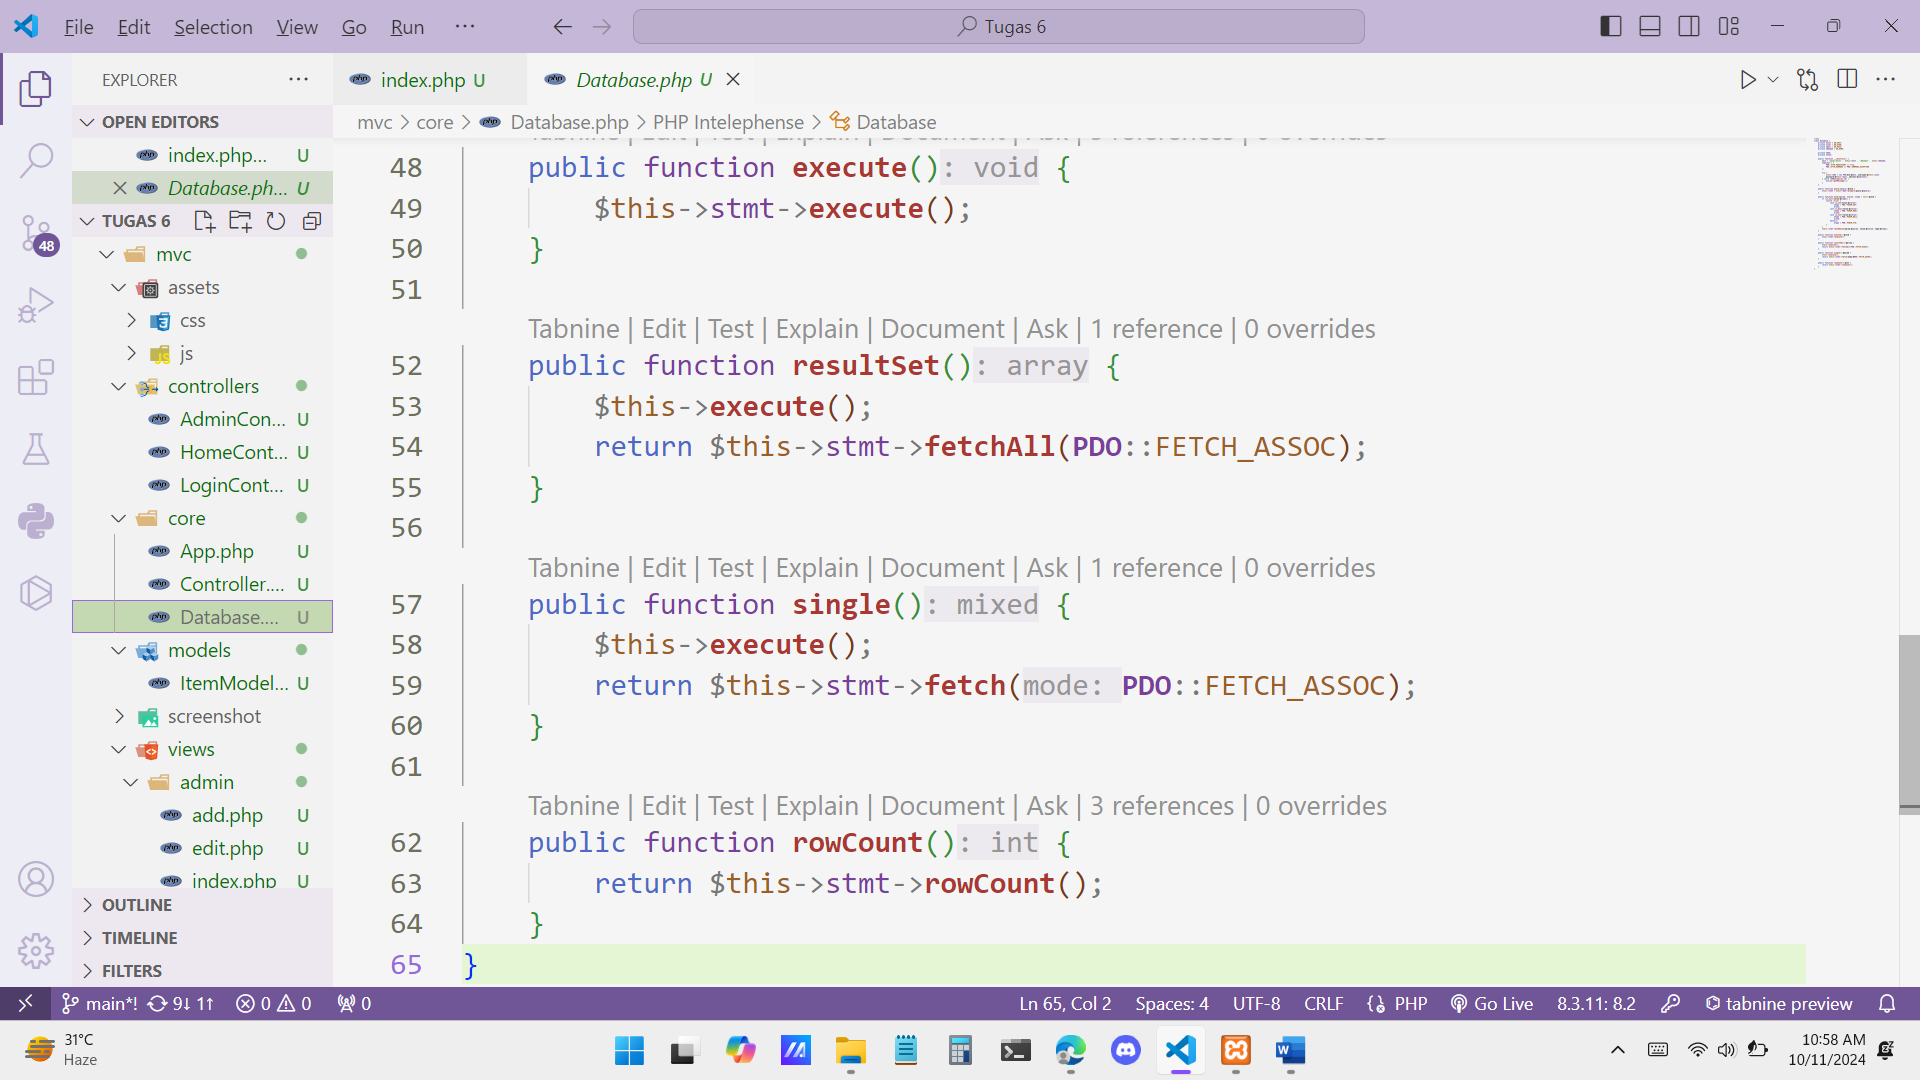 File Edit Selection View Go Run ... Tugas 6
EXPLORER ...
index.php U
Database.php U
OPEN EDITORS
mvc > core > Database.php > PHP Intelephense > Database
index.php... U
Database.ph... U
TUGAS 6
48
mvc
assets
css
js
controllers
AdminCon... U
HomeCont... U
LoginCont... U
core
App.php U
Controller.... U
Database.... U
models
ItemModel... U
screenshot
views
admin
add.php U
edit.php U
index.php U
OUTLINE
TIMELINE
FILTERS
48 public function execute(): void {
49 $this->stmt->execute();
50 }
51
Tabnine | Edit | Test | Explain | Document | Ask | 1 reference | 0 overrides
52 public function resultSet(): array {
53 $this->execute();
54 return $this->stmt->fetchAll(PDO::FETCH_ASSOC);
55 }
56
Tabnine | Edit | Test | Explain | Document | Ask | 1 reference | 0 overrides
57 public function single(): mixed {
58 $this->execute();
59 return $this->stmt->fetch(mode: PDO::FETCH_ASSOC);
60 }
61
Tabnine | Edit | Test | Explain | Document | Ask | 3 references | 0 overrides
62 public function rowCount(): int {
63 return $this->stmt->rowCount();
64 }
65 }
main*! 9↓ 1↑ 0 0 0 Ln 65, Col 2 Spaces: 4 UTF-8 CRLF PHP Go Live 8.3.11: 8.2 tabnine preview
31°C
Haze
10:58 AM
10/11/2024